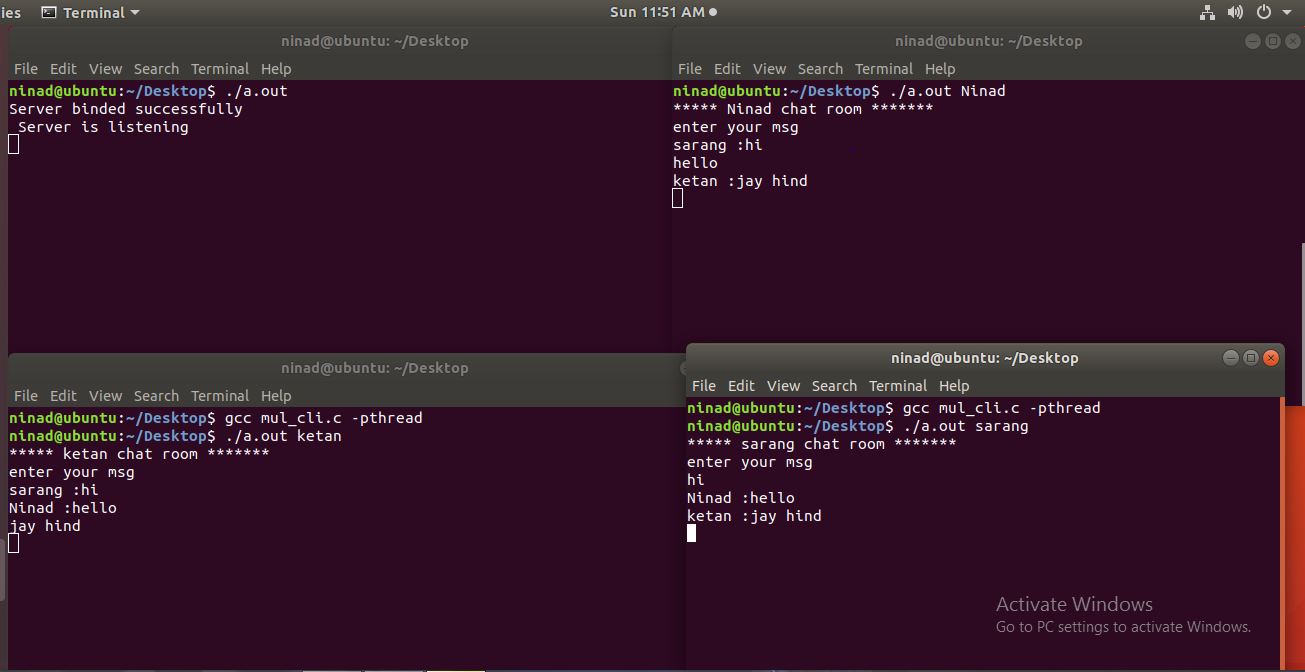 ies Terminal Sun 11:51 AM
ninad@ubuntu: ~/Desktop
File Edit View Search Terminal Help
ninad@ubuntu:~/Desktop$ ./a.out
Server binded successfully
Server is listening
ninad@ubuntu: ~/Desktop
File Edit View Search Terminal Help
ninad@ubuntu:~/Desktop$ ./a.out Ninad
***** Ninad chat room *******
enter your msg
sarang :hi
hello
ketan :jay hind
ninad@ubuntu: ~/Desktop
File Edit View Search Terminal Help
ninad@ubuntu:~/Desktop$ gcc mul_cli.c -pthread
ninad@ubuntu:~/Desktop$ ./a.out ketan
***** ketan chat room *******
enter your msg
sarang :hi
Ninad :hello
jay hind
ninad@ubuntu: ~/Desktop
File Edit View Search Terminal Help
ninad@ubuntu:~/Desktop$ gcc mul_cli.c -pthread
ninad@ubuntu:~/Desktop$ ./a.out sarang
***** sarang chat room *******
enter your msg
hi
Ninad :hello
ketan :jay hind
Activate Windows
Go to PC settings to activate Windows.